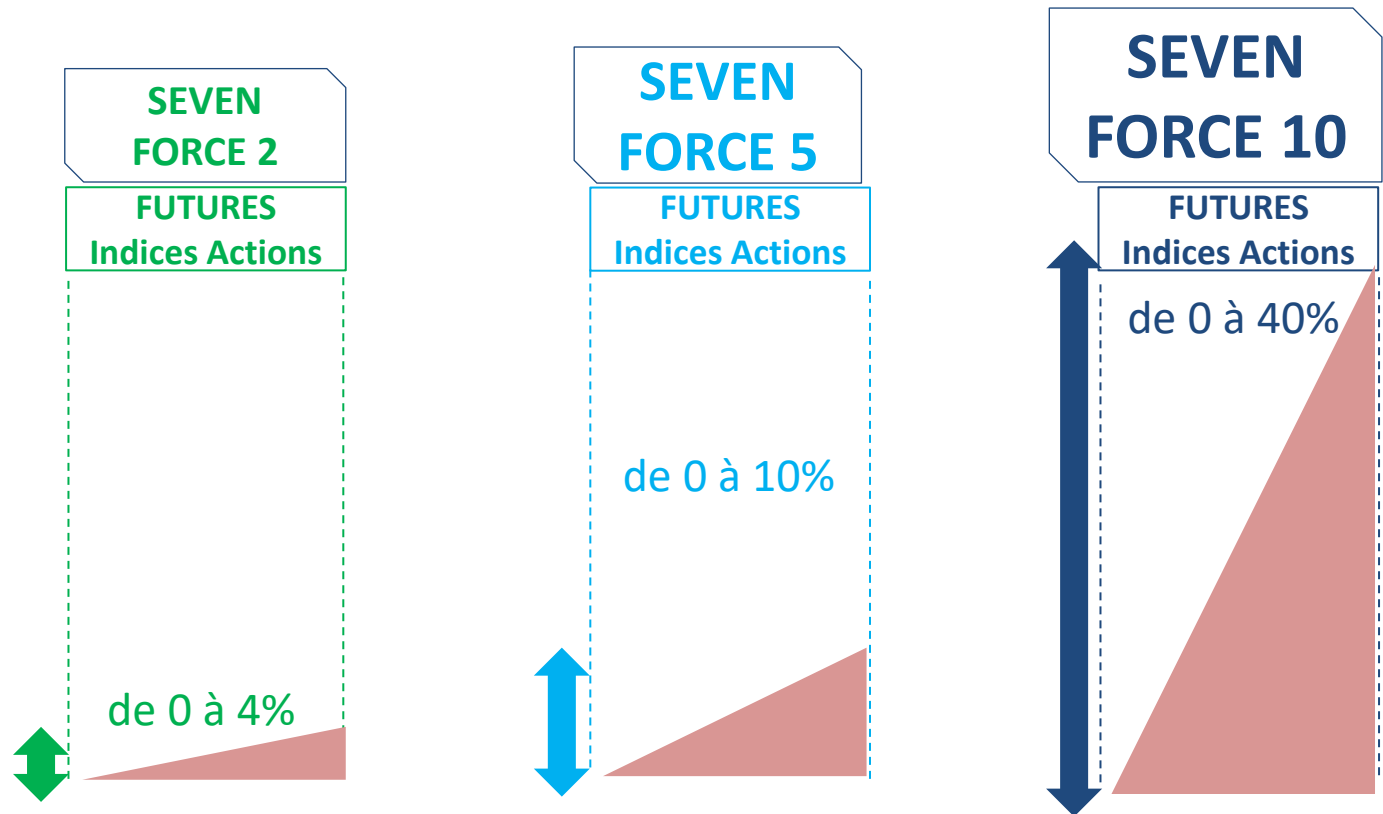 SEVEN
FORCE 2
FUTURES
Indices Actions
de 0 à 4%
SEVEN
FORCE 5
FUTURES
Indices Actions
de 0 à 10%
SEVEN
FORCE 10
FUTURES
Indices Actions
de 0 à 40%